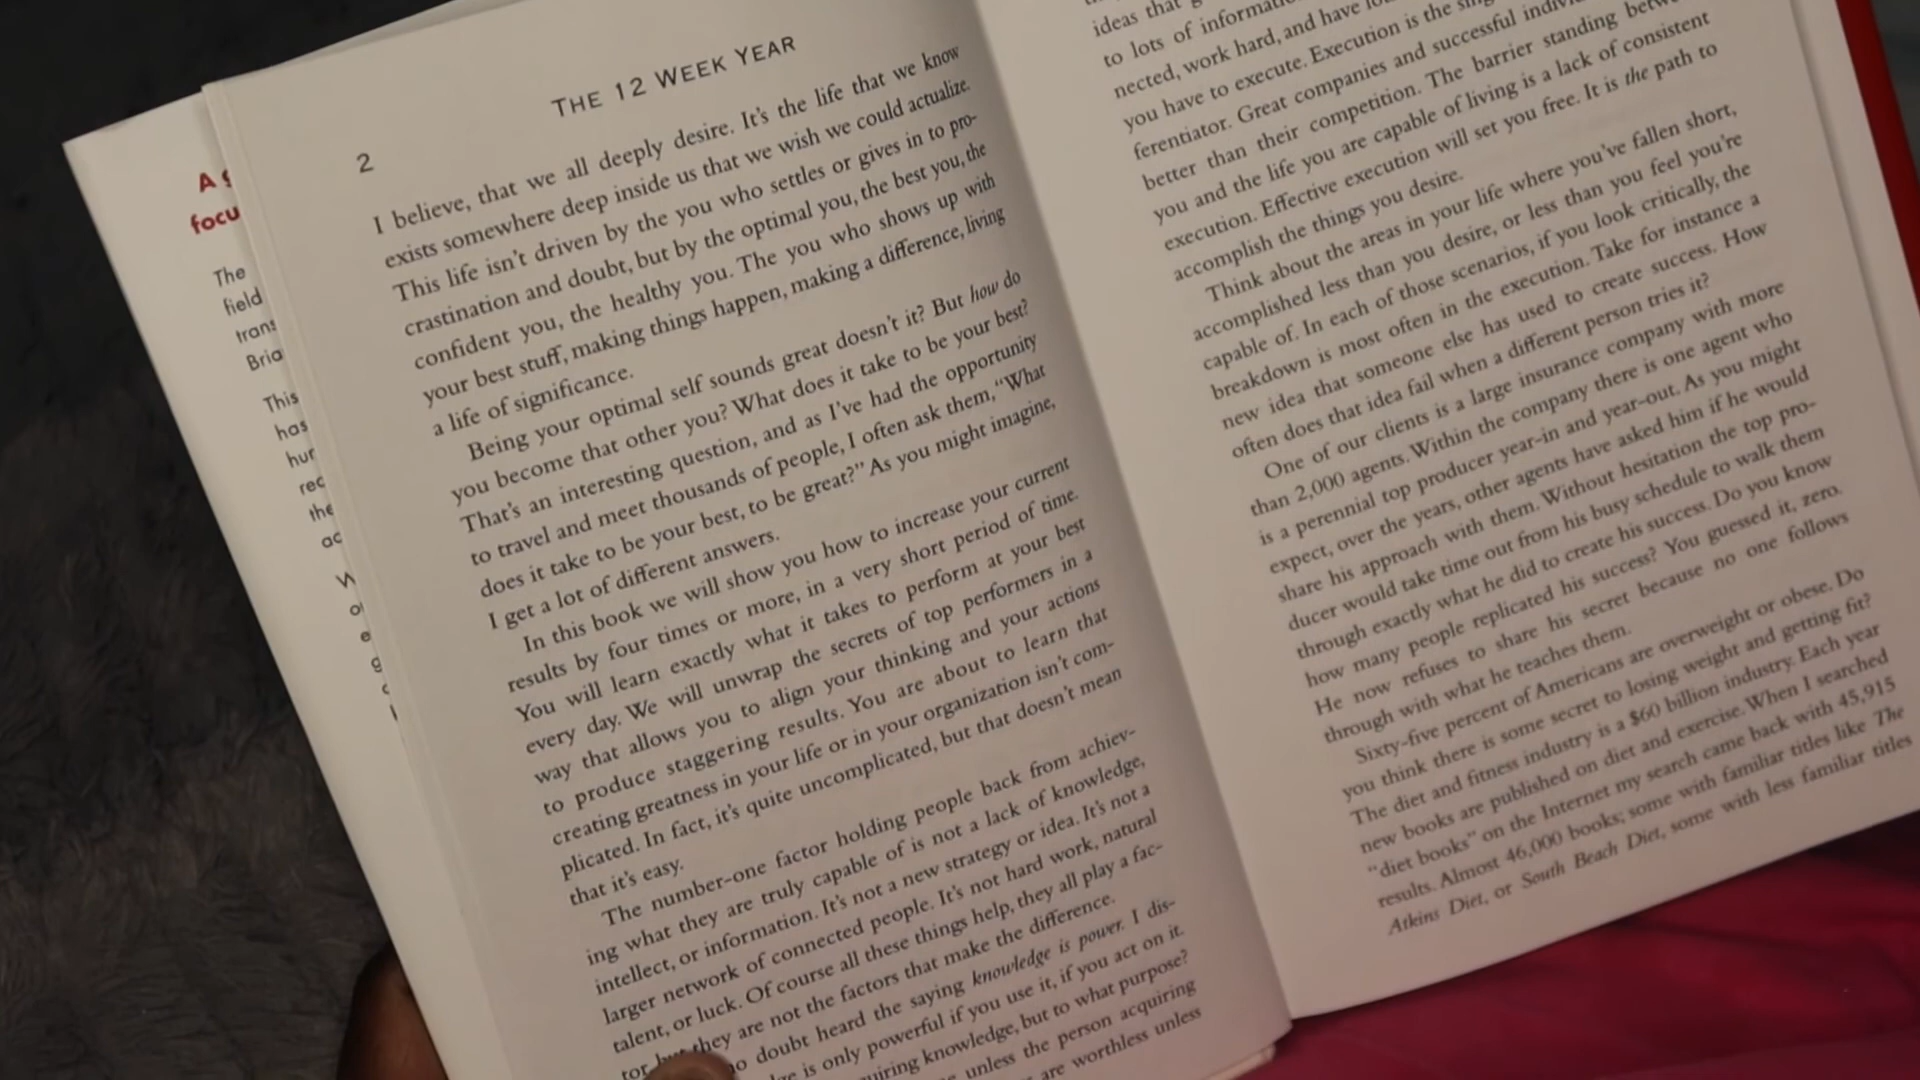 A
focu
The
field
trans
Bria
This
has
hur
rec
the
ac
W
e
g
THE 12 WEEK YEAR
2
I believe, that we all deeply desire. It's the life that we know
exists somewhere deep inside us that we wish we could actualize.
This life isn't driven by the you who settles or gives in to pro-
crastination and doubt, but by the optimal you, the best you, the
confident you, the healthy you. The you who shows up with
your best stuff, making things happen, making a difference, living
a life of significance.
Being your optimal self sounds great doesn't it? But how do
you become that other you? What does it take to be your best?
That's an interesting question, and as I've had the opportunity
to travel and meet thousands of people, I often ask them, "What
does it take to be your best, to be great?" As you might imagine,
I get a lot of different answers.
In this book we will show you how to increase your current
results by four times or more, in a very short period of time.
You will learn exactly what it takes to perform at your best
every day. We will unwrap the secrets of top performers in a
way that allows you to align your thinking and your actions
to produce staggering results. You are about to learn that
creating greatness in your life or in your organization isn't com-
plicated. In fact, it's quite uncomplicated, but that doesn't mean
that it's easy.
The number-one factor holding people back from achiev-
ing what they are truly capable of is not a lack of knowledge,
intellect, or information. It's not a new strategy or idea. It's not a
larger network of connected people. It's not hard work, natural
talent, or luck. Of course all these things help, they all play a fac-
tor, but they are not the factors that make the difference.
doubt heard the saying knowledge is power. I dis-
is only powerful if you use it, if you act on it.
knowledge, but to what purpose?
unless the person acquiring
are worthless unless
ideas that
to lots of
nected, work hard, and have
you have to execute. Execution is the
ferentiator. Great companies and successful
better than their competition. The barrier standing
you and the life you are capable of living is a lack of consistent
execution. Effective execution will set you free. It is the path to
accomplish the things you desire.
Think about the areas in your life where you've fallen short,
accomplished less than you desire, or less than you feel you're
capable of. In each of those scenarios, if you look critically, the
breakdown is most often in the execution. Take for instance a
new idea that someone else has used to create success. How
often does that idea fail when a different person tries it?
One of our clients is a large insurance company with more
than 2,000 agents. Within the company there is one agent who
is a perennial top producer year-in and year-out. As you might
expect, over the years, other agents have asked him if he would
share his approach with them. Without hesitation the top pro-
ducer would take time out from his busy schedule to walk them
through exactly what he did to create his success. Do you know
how many people replicated his success? You guessed it, zero.
He now refuses to share his secret because no one follows
through with what he teaches them.
Sixty-five percent of Americans are overweight or obese. Do
you think there is some secret to losing weight and getting fit?
The diet and fitness industry is a $60 billion industry. Each year
new books are published on diet and exercise. When I searched
"diet books" on the Internet my search came back with 45,915
results. Almost 46,000 books; some with familiar titles like The
Atkins Diet, or South Beach Diet, some with less familiar titles